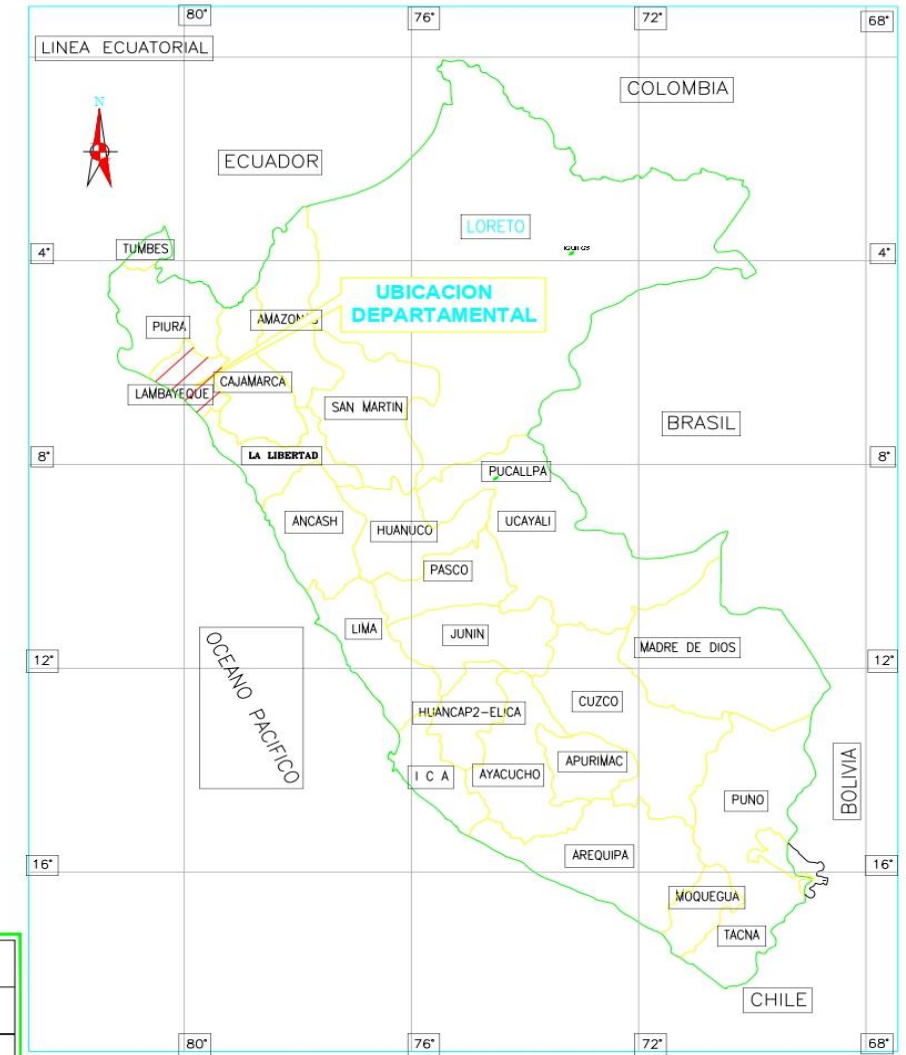 80°
76°
72°
68°
LINEA ECUATORIAL
COLOMBIA
N
ECUADOR
LORETO
TUMBES
4°
4°
UBICACION
DEPARTAMENTAL
PIURA
CAJAMARCA
LAMBAYEQUE
SAN MARTIN
BRASIL
LA LIBERTAD
8°
8°
PUCALLPA
ANCASH
HUANUCO
UCAYALI
PASCO
LIMA
JUNIN
MADRE DE DIOS
OCEANO PACIFICO
12°
12°
CUZCO
HUANCAP2-ELICA
APURIMAC
I C A
AYACUCHO
BOLIVIA
PUNO
AREQUIPA
16°
16°
MOQUEGUA
TACNA
CHILE
80°
76°
72°
68°